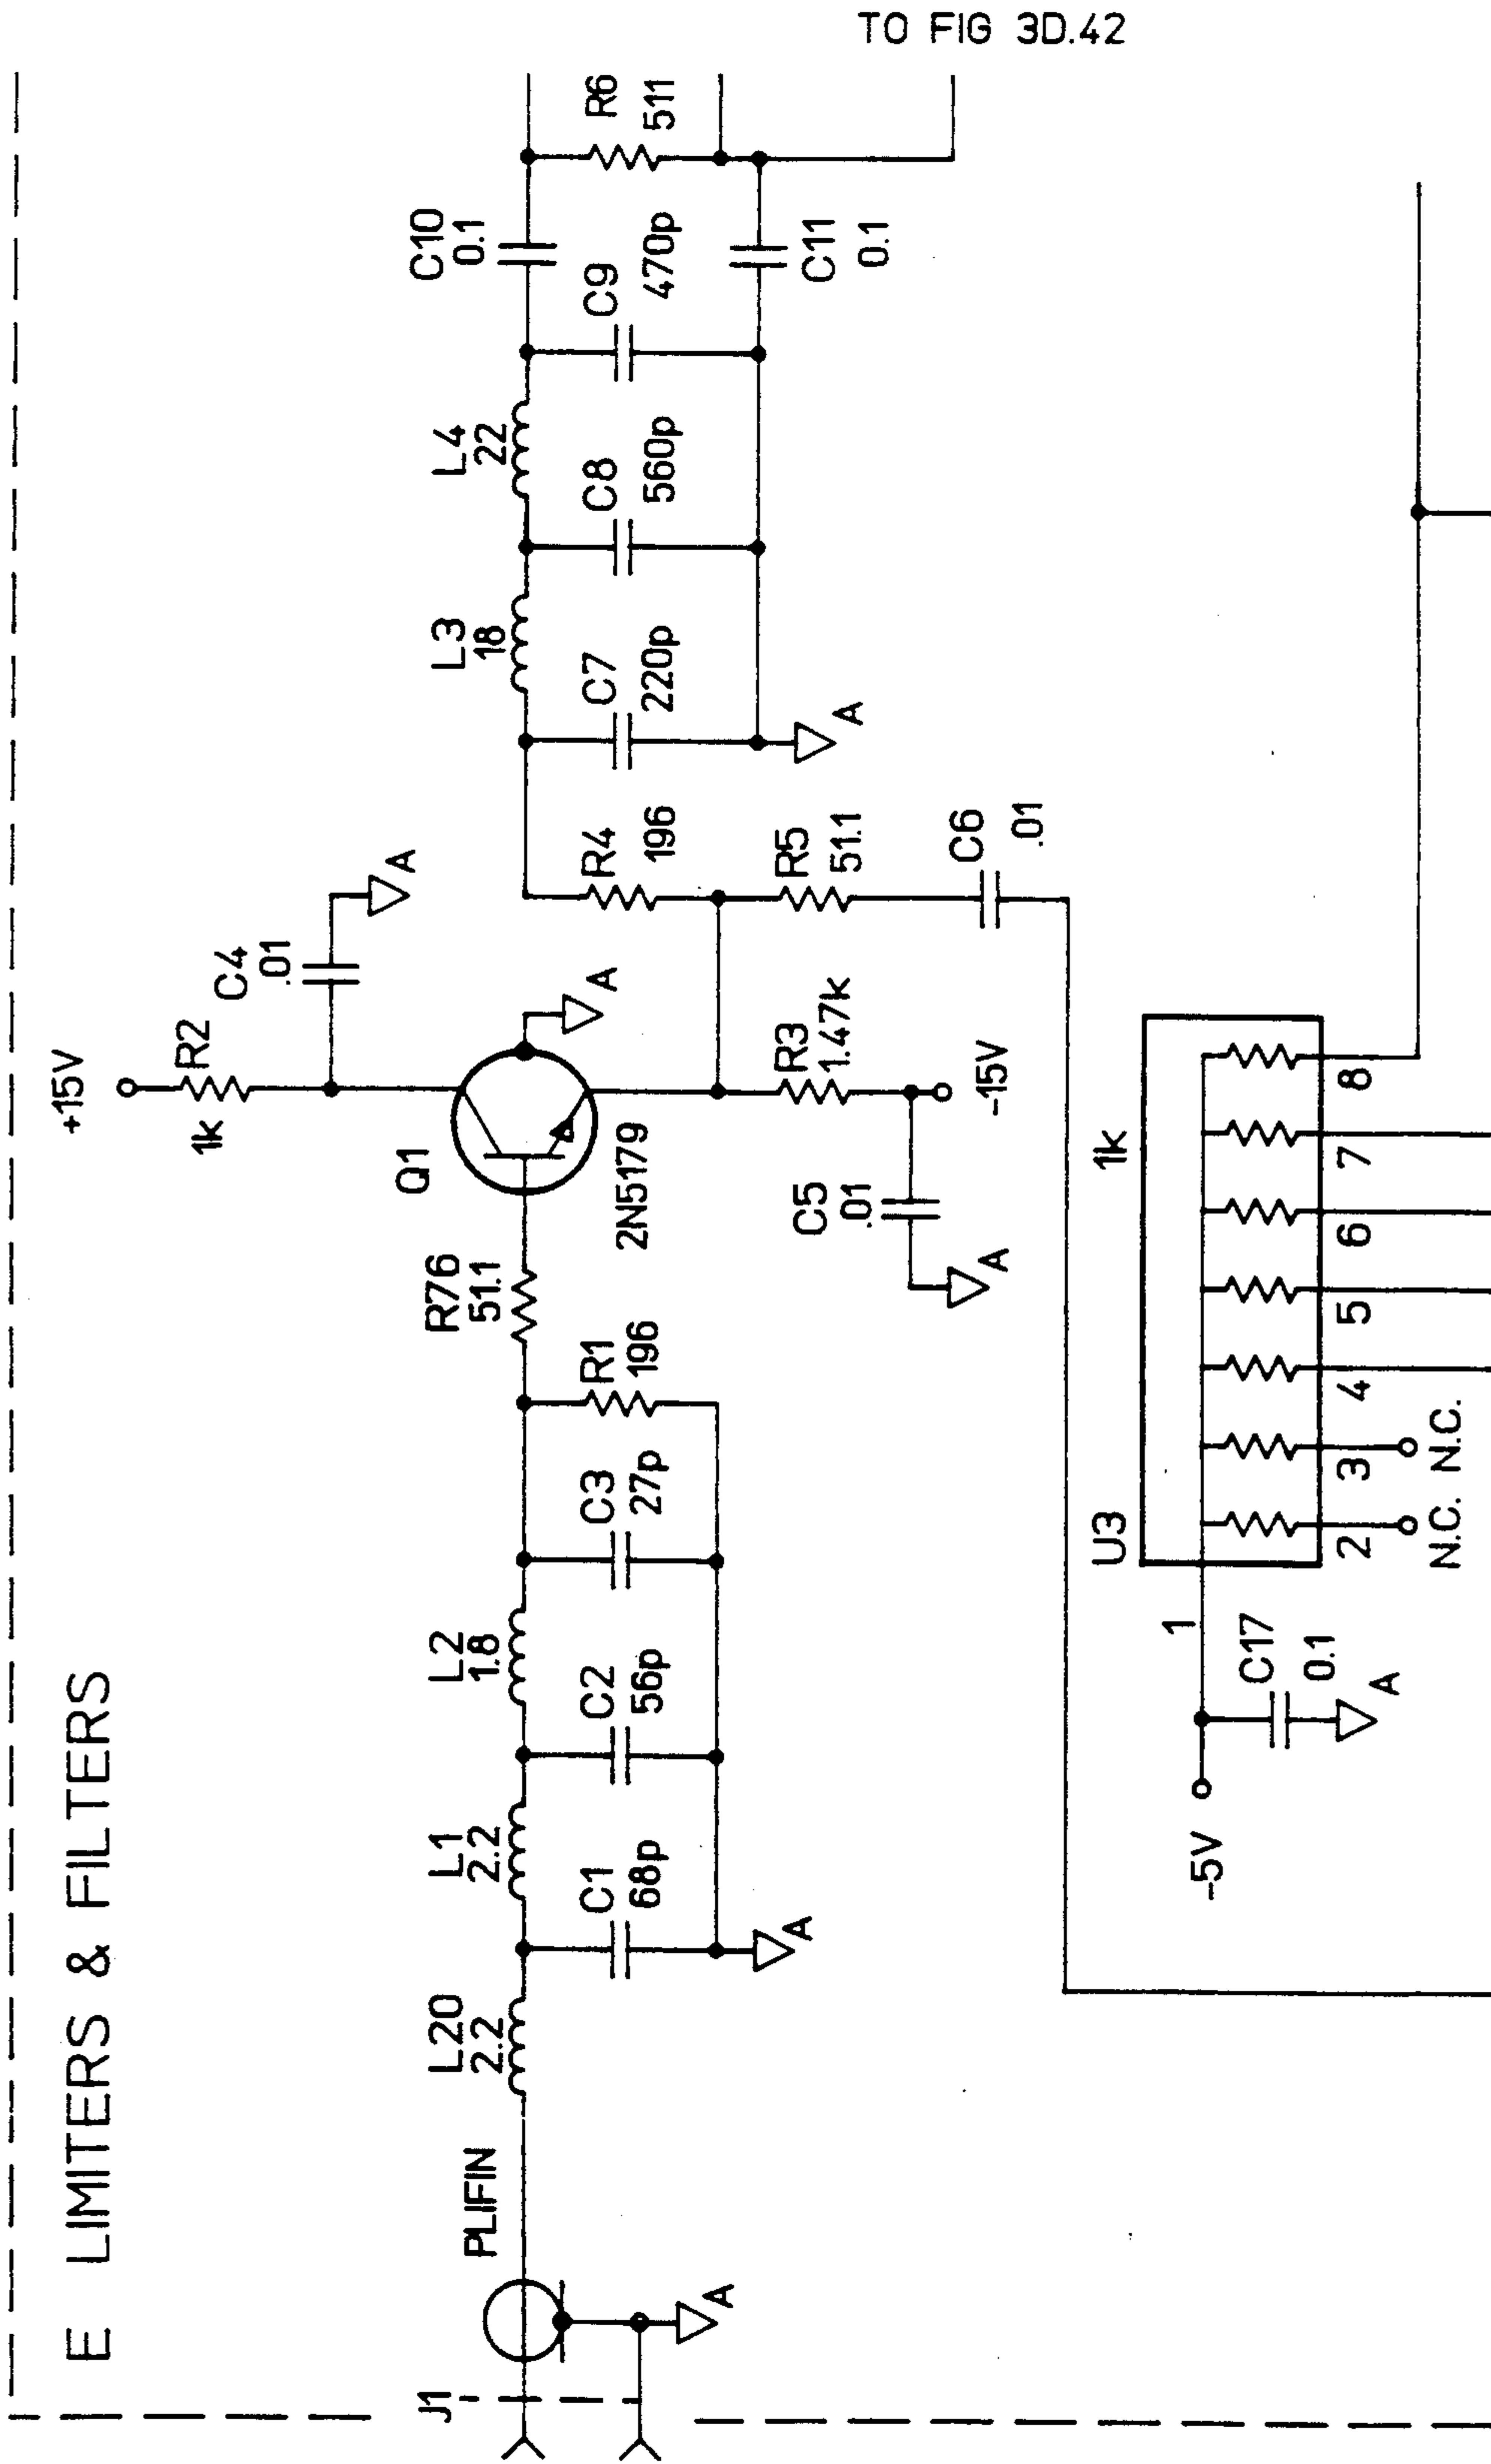 E LIMITERS & FILTERS
TO FIG 3D.42
+15V
R2
1k
C4
.01
A
J1
PLIFIN
A
L20
2.2
L1
2.2
L2
1.8
C1
68p
C2
56p
C3
27p
R1
196
A
R76
51.1
Q1
2N5179
A
R3
1.47k
-15V
C5
.01
A
R4
196
R5
51.1
C6
.01
L3
18
L4
22
C7
220p
C8
560p
C9
470p
A
C10
0.1
C11
0.1
R6
511
U3
1k
1
2
3
4
5
6
7
8
N.C.
N.C.
-5V
C17
0.1
A